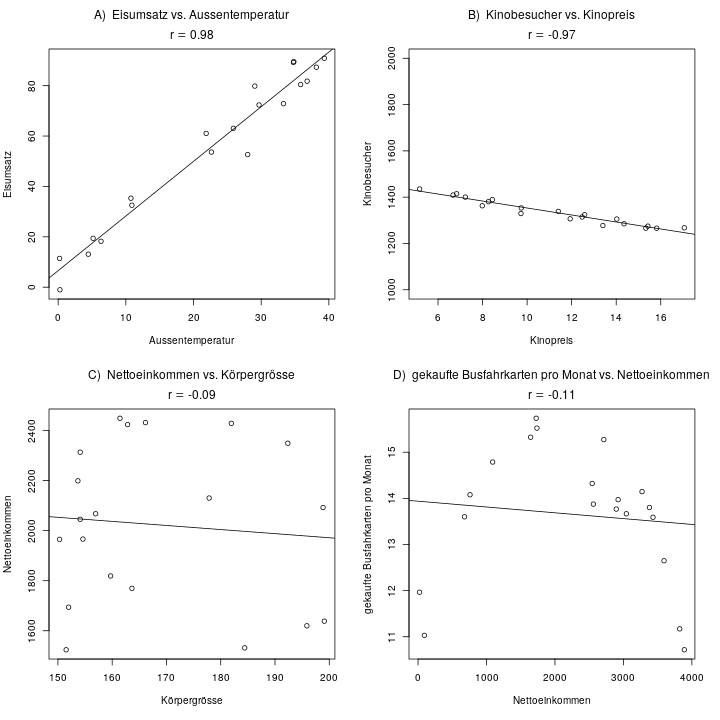 A)  Eisumsatz vs. Aussentemperatur
r = 0.98
Eisumsatz
0 20 40 60 80
0 10 20 30 40
Aussentemperatur
B)  Kinobesucher vs. Kinopreis
r = -0.97
Kinobesucher
1000 1200 1400 1600 1800 2000
6 8 10 12 14 16
Kinopreis
C)  Nettoeinkommen vs. Körpergrösse
r = -0.09
Nettoeinkommen
1600 1800 2000 2200 2400
150 160 170 180 190 200
Körpergrösse
D)  gekaufte Busfahrkarten pro Monat vs. Nettoeinkommen
r = -0.11
gekaufte Busfahrkarten pro Monat
11 12 13 14 15
0 1000 2000 3000 4000
Nettoeinkommen